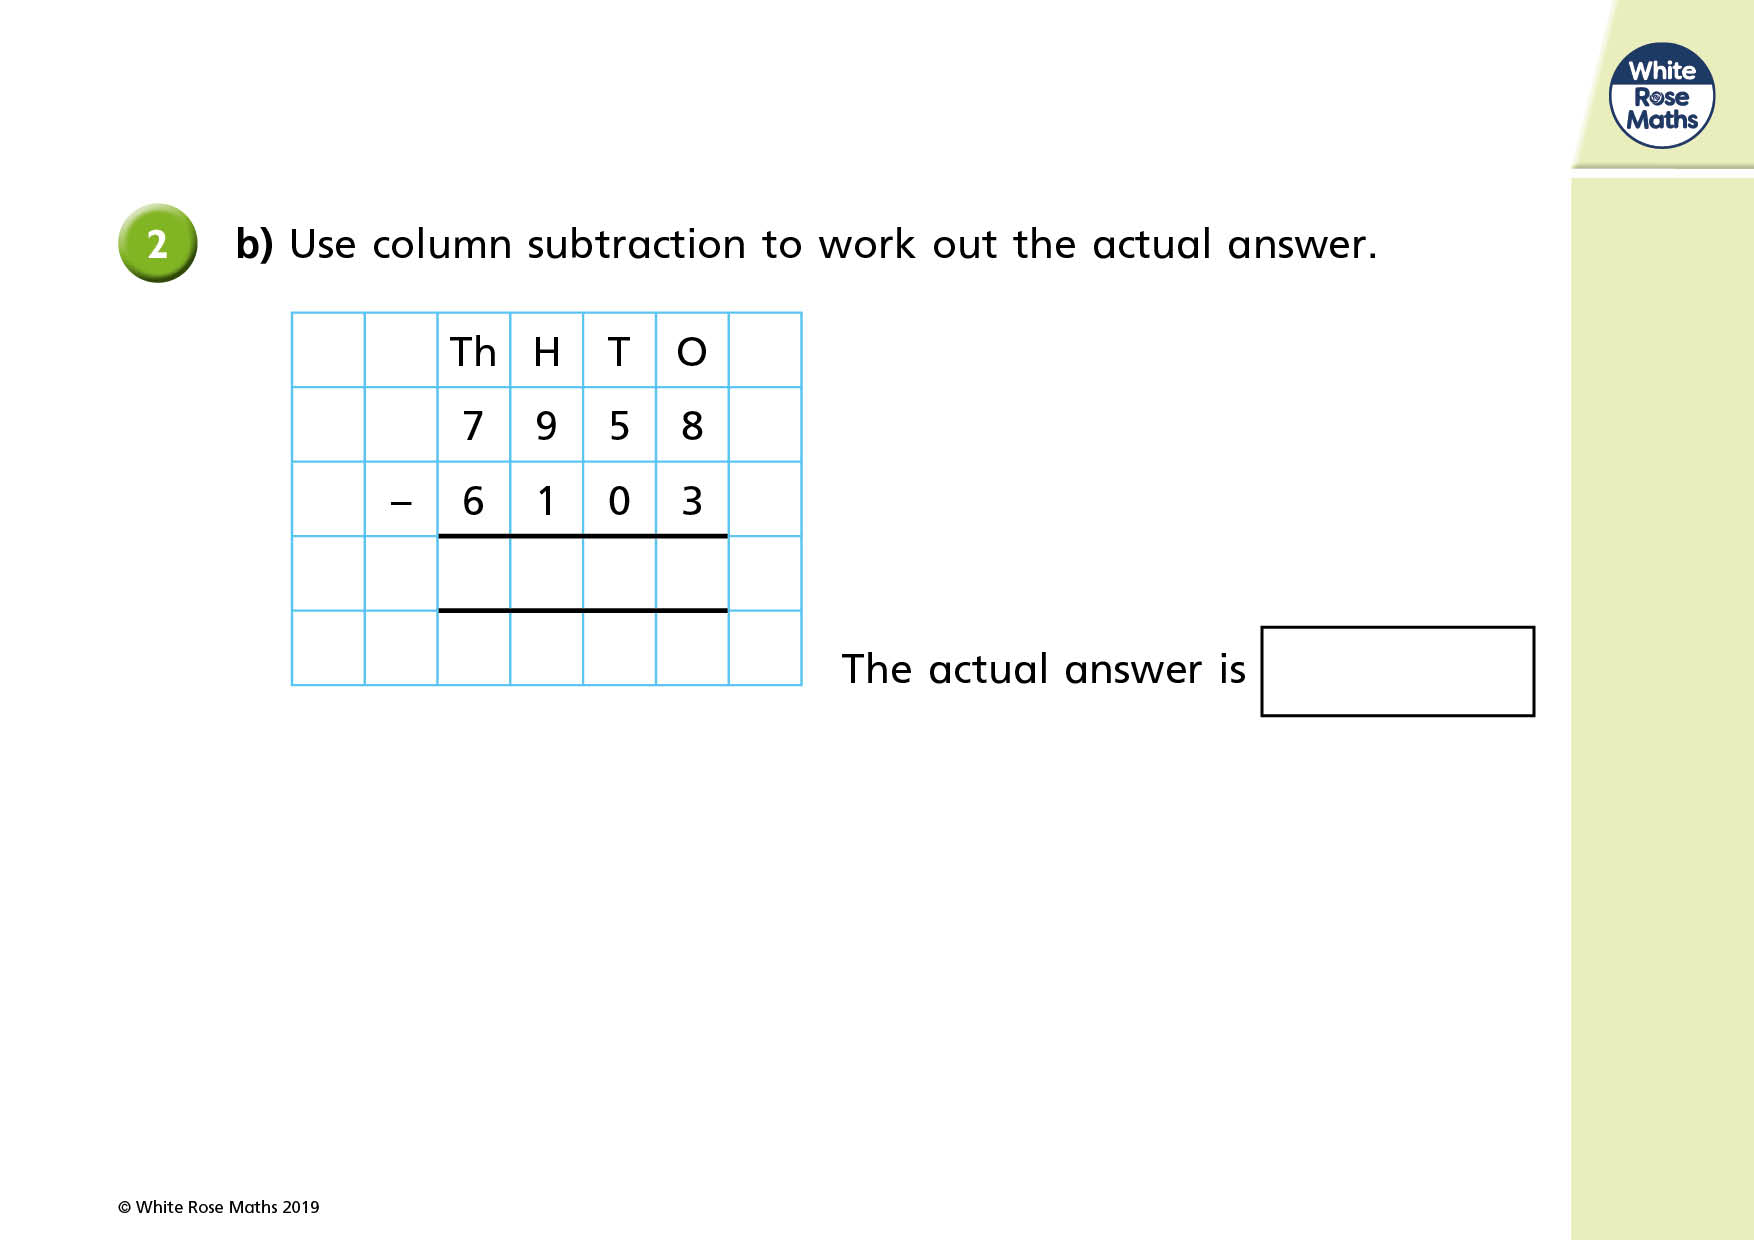 White
Rose
Maths
2 b) Use column subtraction to work out the actual answer.
Th H T O
7 9 5 8
– 6 1 0 3
The actual answer is
© White Rose Maths 2019